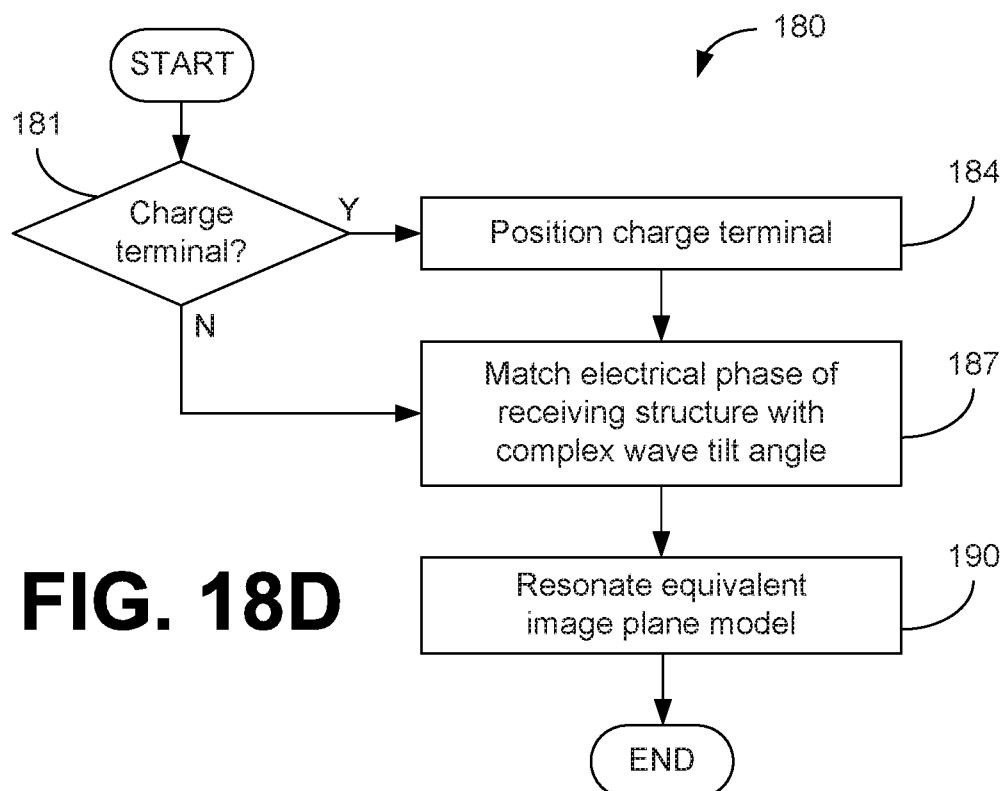 180
START
181
Charge
terminal?
Y
N
184
Position charge terminal
187
Match electrical phase of
receiving structure with
complex wave tilt angle
190
Resonate equivalent
image plane model
FIG. 18D
END